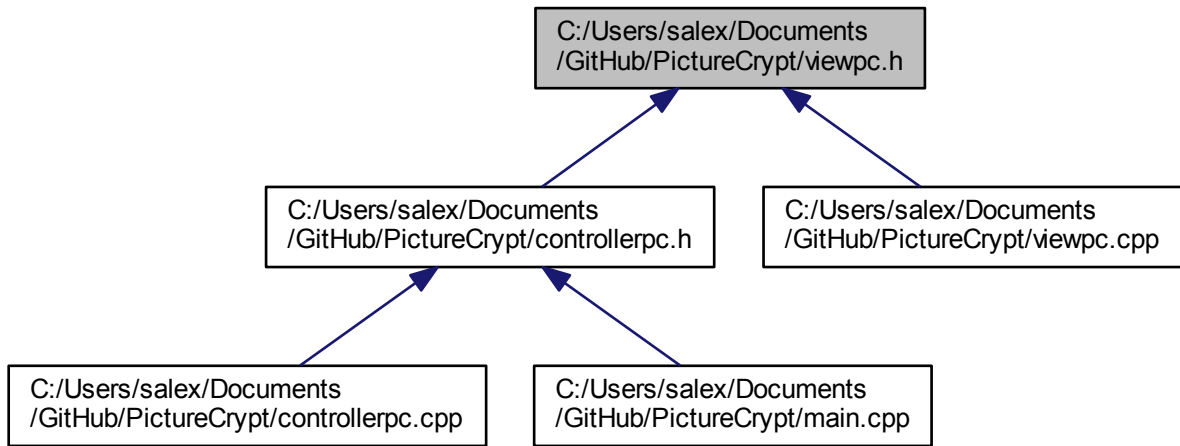 C:/Users/salex/Documents
/GitHub/PictureCrypt/viewpc.h
C:/Users/salex/Documents
/GitHub/PictureCrypt/controllerpc.h
C:/Users/salex/Documents
/GitHub/PictureCrypt/viewpc.cpp
C:/Users/salex/Documents
/GitHub/PictureCrypt/controllerpc.cpp
C:/Users/salex/Documents
/GitHub/PictureCrypt/main.cpp